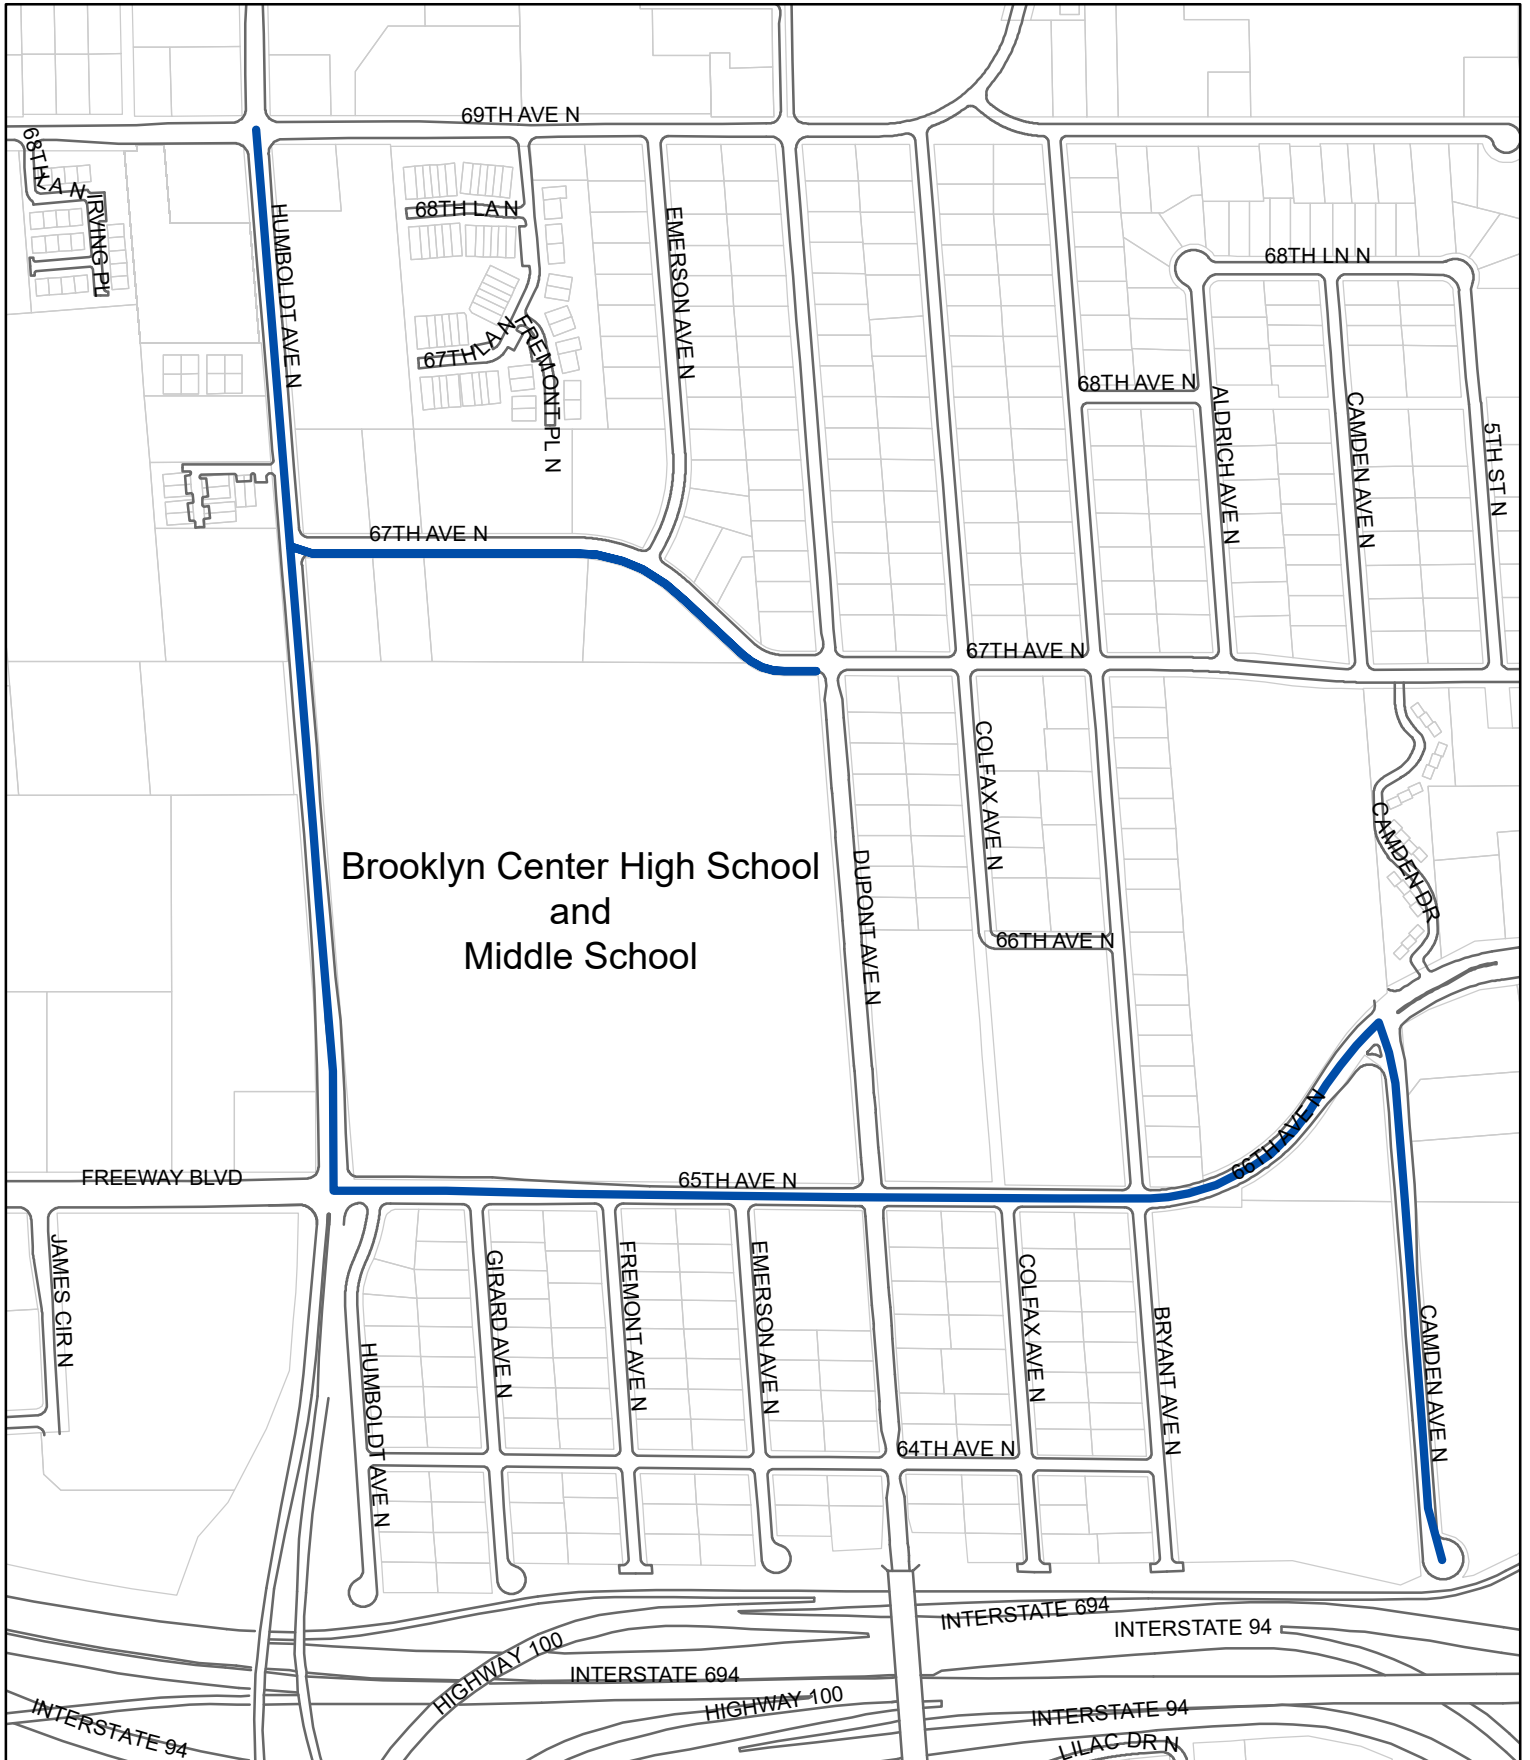 69TH AVE N
68TH
LA N
IRVING PL
68TH LA N
HUMBOLDT AVE N
EMERSON AVE N
67TH LA N
FREMONT PL N
68TH LN N
68TH AVE N
ALDRICH AVE N
CAMDEN AVE N
5TH ST N
67TH AVE N
67TH AVE N
COLFAX AVE N
CAMDEN DR
Brooklyn Center High School
and
Middle School
DUPONT AVE N
66TH AVE N
66TH AVE N
FREEWAY BLVD
65TH AVE N
JAMES CIR N
HUMBOLDT AVE N
GIRARD AVE N
FREMONT AVE N
EMERSON AVE N
COLFAX AVE N
BRYANT AVE N
CAMDEN AVE N
64TH AVE N
INTERSTATE 694
INTERSTATE 94
HIGHWAY 100
INTERSTATE 694
HIGHWAY 100
INTERSTATE 94
INTERSTATE 94
LILAC DR N